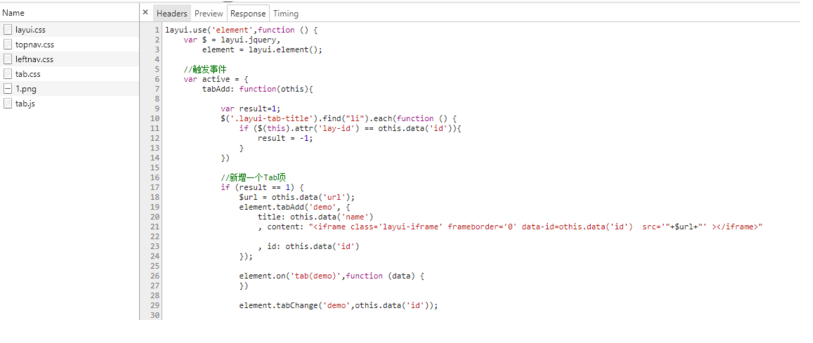 Name
layui.css
topnav.css
leftnav.css
tab.css
1.png
tab.js
× Headers Preview Response Timing
1 layui.use('element',function () {
2 var $ = layui.jquery,
3 element = layui.element();
4
5 //触发事件
6 var active = {
7 tabAdd: function(othis){
8
9 var result=1;
10 $('.layui-tab-title').find("li").each(function () {
11 if ($(this).attr('lay-id') == othis.data('id')){
12 result = -1;
13 }
14 })
15
16 //新增一个Tab项
17 if (result == 1) {
18 $url = othis.data('url');
19 element.tabAdd('demo', {
20 title: othis.data('name')
21 , content: "<iframe class='layui-iframe' frameborder='0' data-id=othis.data('id')  src='"+$url+"' ></iframe>"
22
23 , id: othis.data('id')
24 });
25
26 element.on('tab(demo)',function (data) {
27 })
28
29 element.tabChange('demo',othis.data('id'));
30